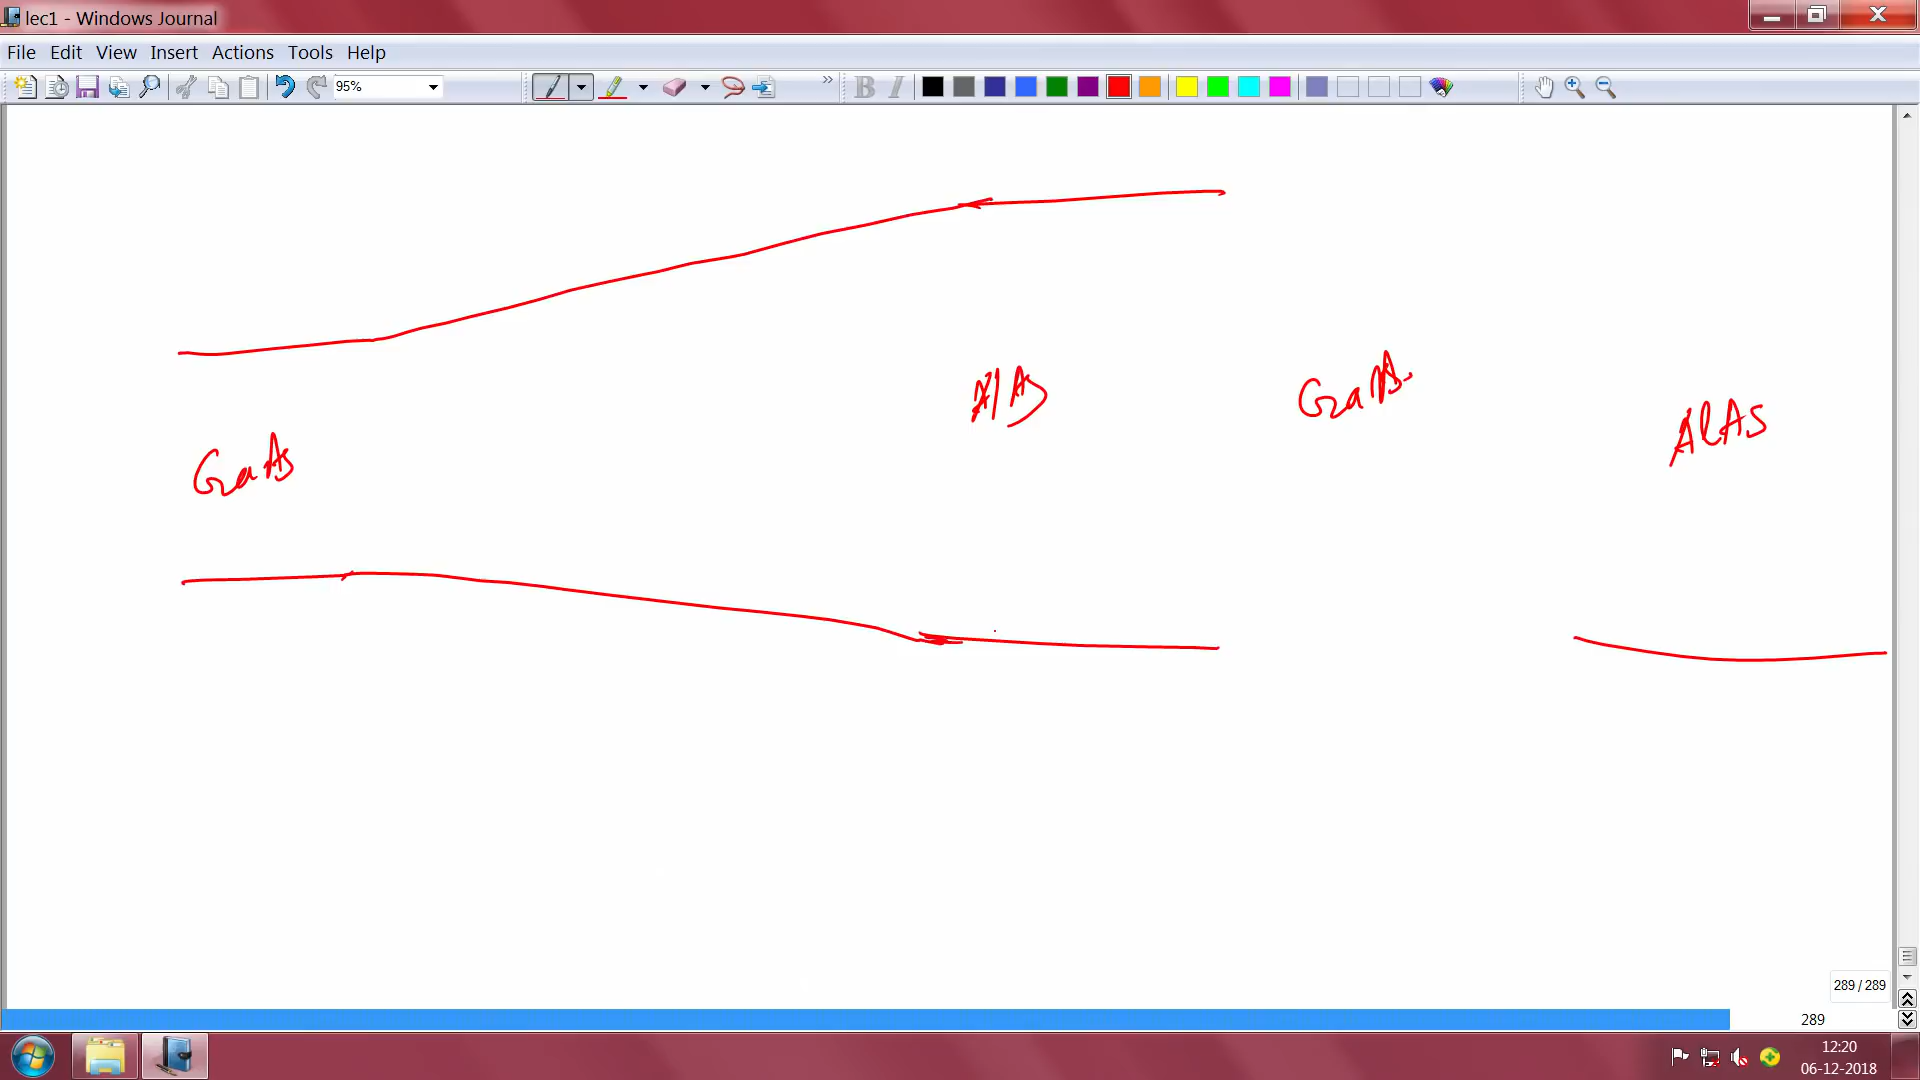 lec1 - Windows Journal
File Edit View Insert Actions Tools Help
95%
B I
AlAs
GaAs
AlAs
GaAs
289 / 289
289
12:20
06-12-2018